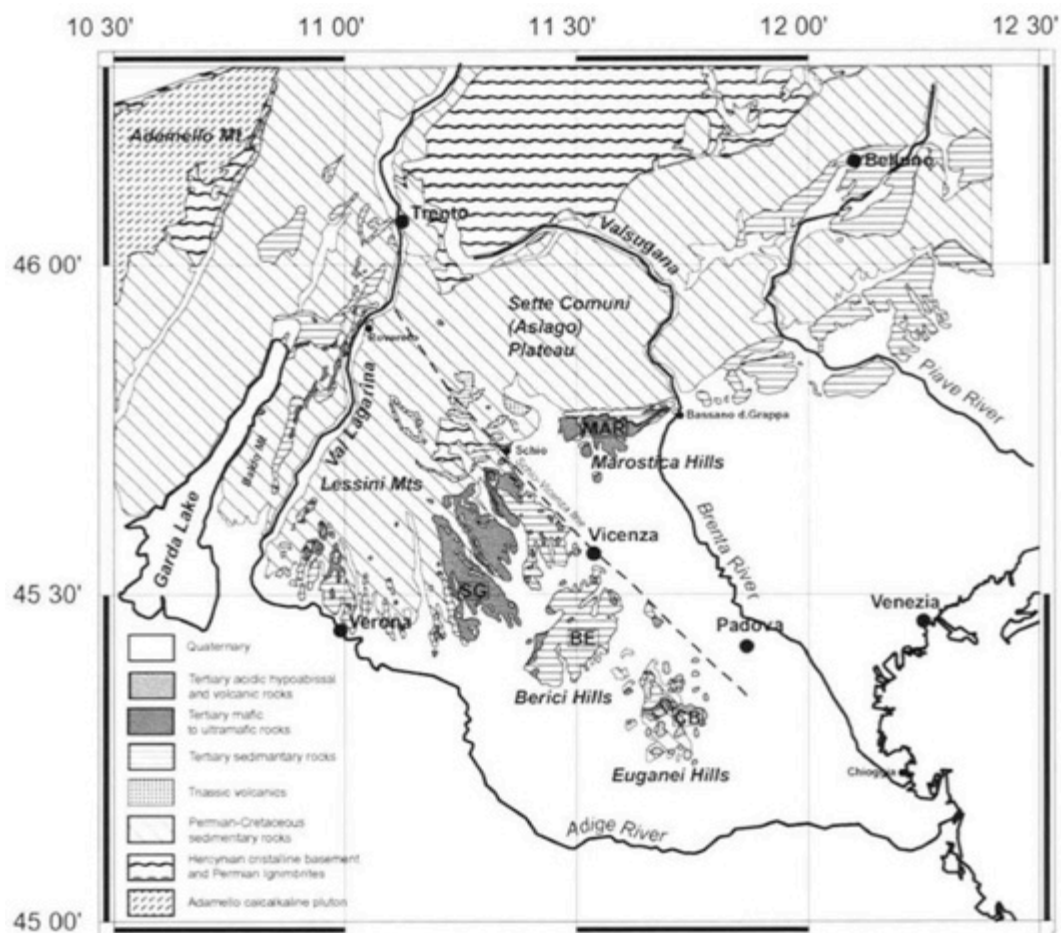 10 30'
11 00'
11 30'
12 00'
12 30'
Adamello Mt.
Belluno
Trento
46 00'
Valsugana
Sette Comuni
(Asiago)
Plateau
Rovereto
Piave River
Bassano d.Grappa
MAR
Marostica Hills
Val Lagarina
Baldo Mt
Schio
Schio-Vicenza line
Lessini Mts
Garda Lake
Brenta River
Vicenza
45 30'
SG
Venezia
Verona
Padova
BE
Berici Hills
CB
Euganei Hills
Chioggia
Adige River
45 00'
Quaternary
Tertiary acidic hypoabissal
and volcanic rocks
Tertiary mafic
to ultramafic rocks
Tertiary sedimantary rocks
Triassic volcanics
Permian-Cretaceous
sedimentary rocks
Hercynian cristalline basement
and Permian Ignimbrites
Adamello calcalkaline pluton